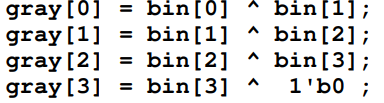 gray[0] = bin[0] ^ bin[1];
gray[1] = bin[1] ^ bin[2];
gray[2] = bin[2] ^ bin[3];
gray[3] = bin[3] ^  1'b0 ;